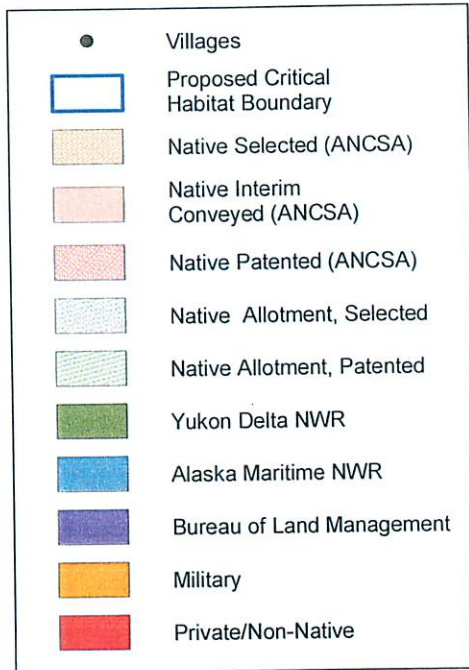 Villages
Proposed Critical
Habitat Boundary
Native Selected (ANCSA)
Native Interim
Conveyed (ANCSA)
Native Patented (ANCSA)
Native Allotment, Selected
Native Allotment, Patented
Yukon Delta NWR
Alaska Maritime NWR
Bureau of Land Management
Military
Private/Non-Native